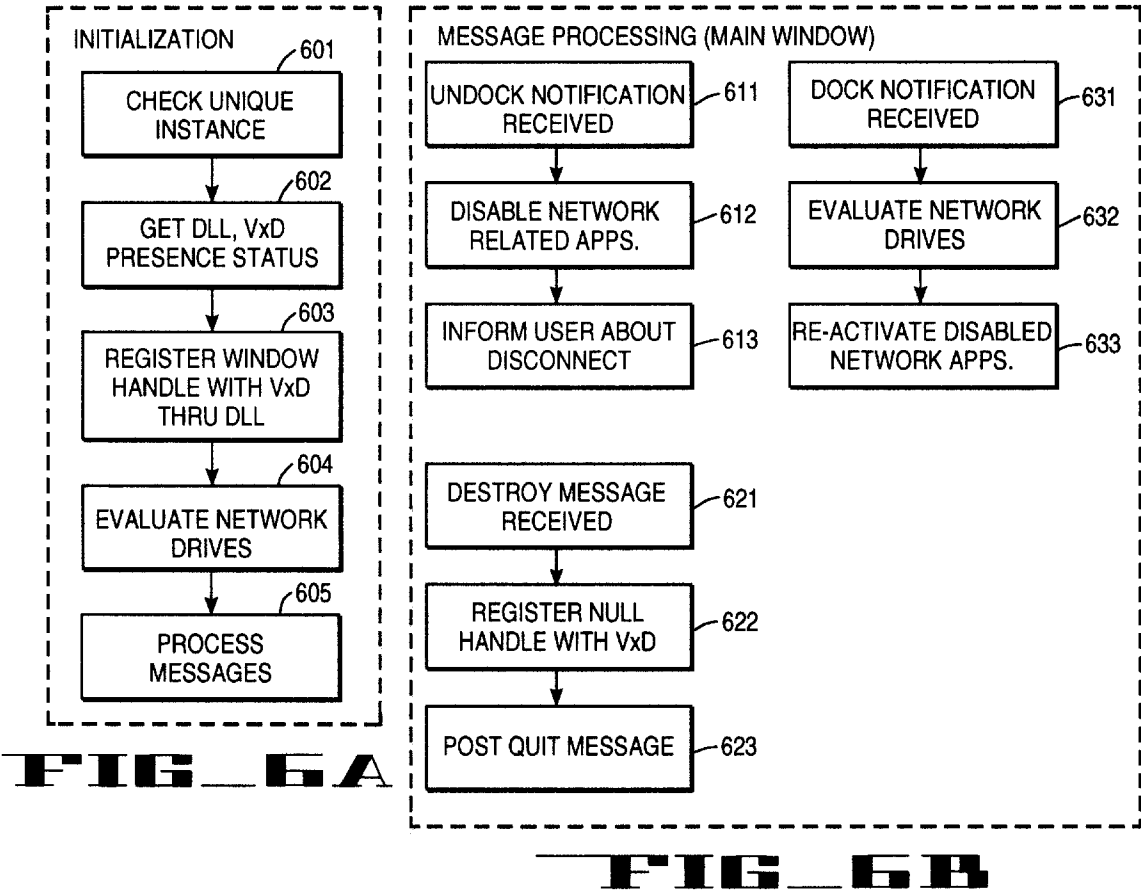 INITIALIZATION
601
CHECK UNIQUE
INSTANCE
602
GET DLL, VxD
PRESENCE STATUS
603
REGISTER WINDOW
HANDLE WITH VxD
THRU DLL
604
EVALUATE NETWORK
DRIVES
605
PROCESS
MESSAGES
FIG_6A
MESSAGE PROCESSING (MAIN WINDOW)
UNDOCK NOTIFICATION
RECEIVED
611
DISABLE NETWORK
RELATED APPS.
612
INFORM USER ABOUT
DISCONNECT
613
DOCK NOTIFICATION
RECEIVED
631
EVALUATE NETWORK
DRIVES
632
RE-ACTIVATE DISABLED
NETWORK APPS.
633
DESTROY MESSAGE
RECEIVED
621
REGISTER NULL
HANDLE WITH VxD
622
POST QUIT MESSAGE
623
FIG_6B